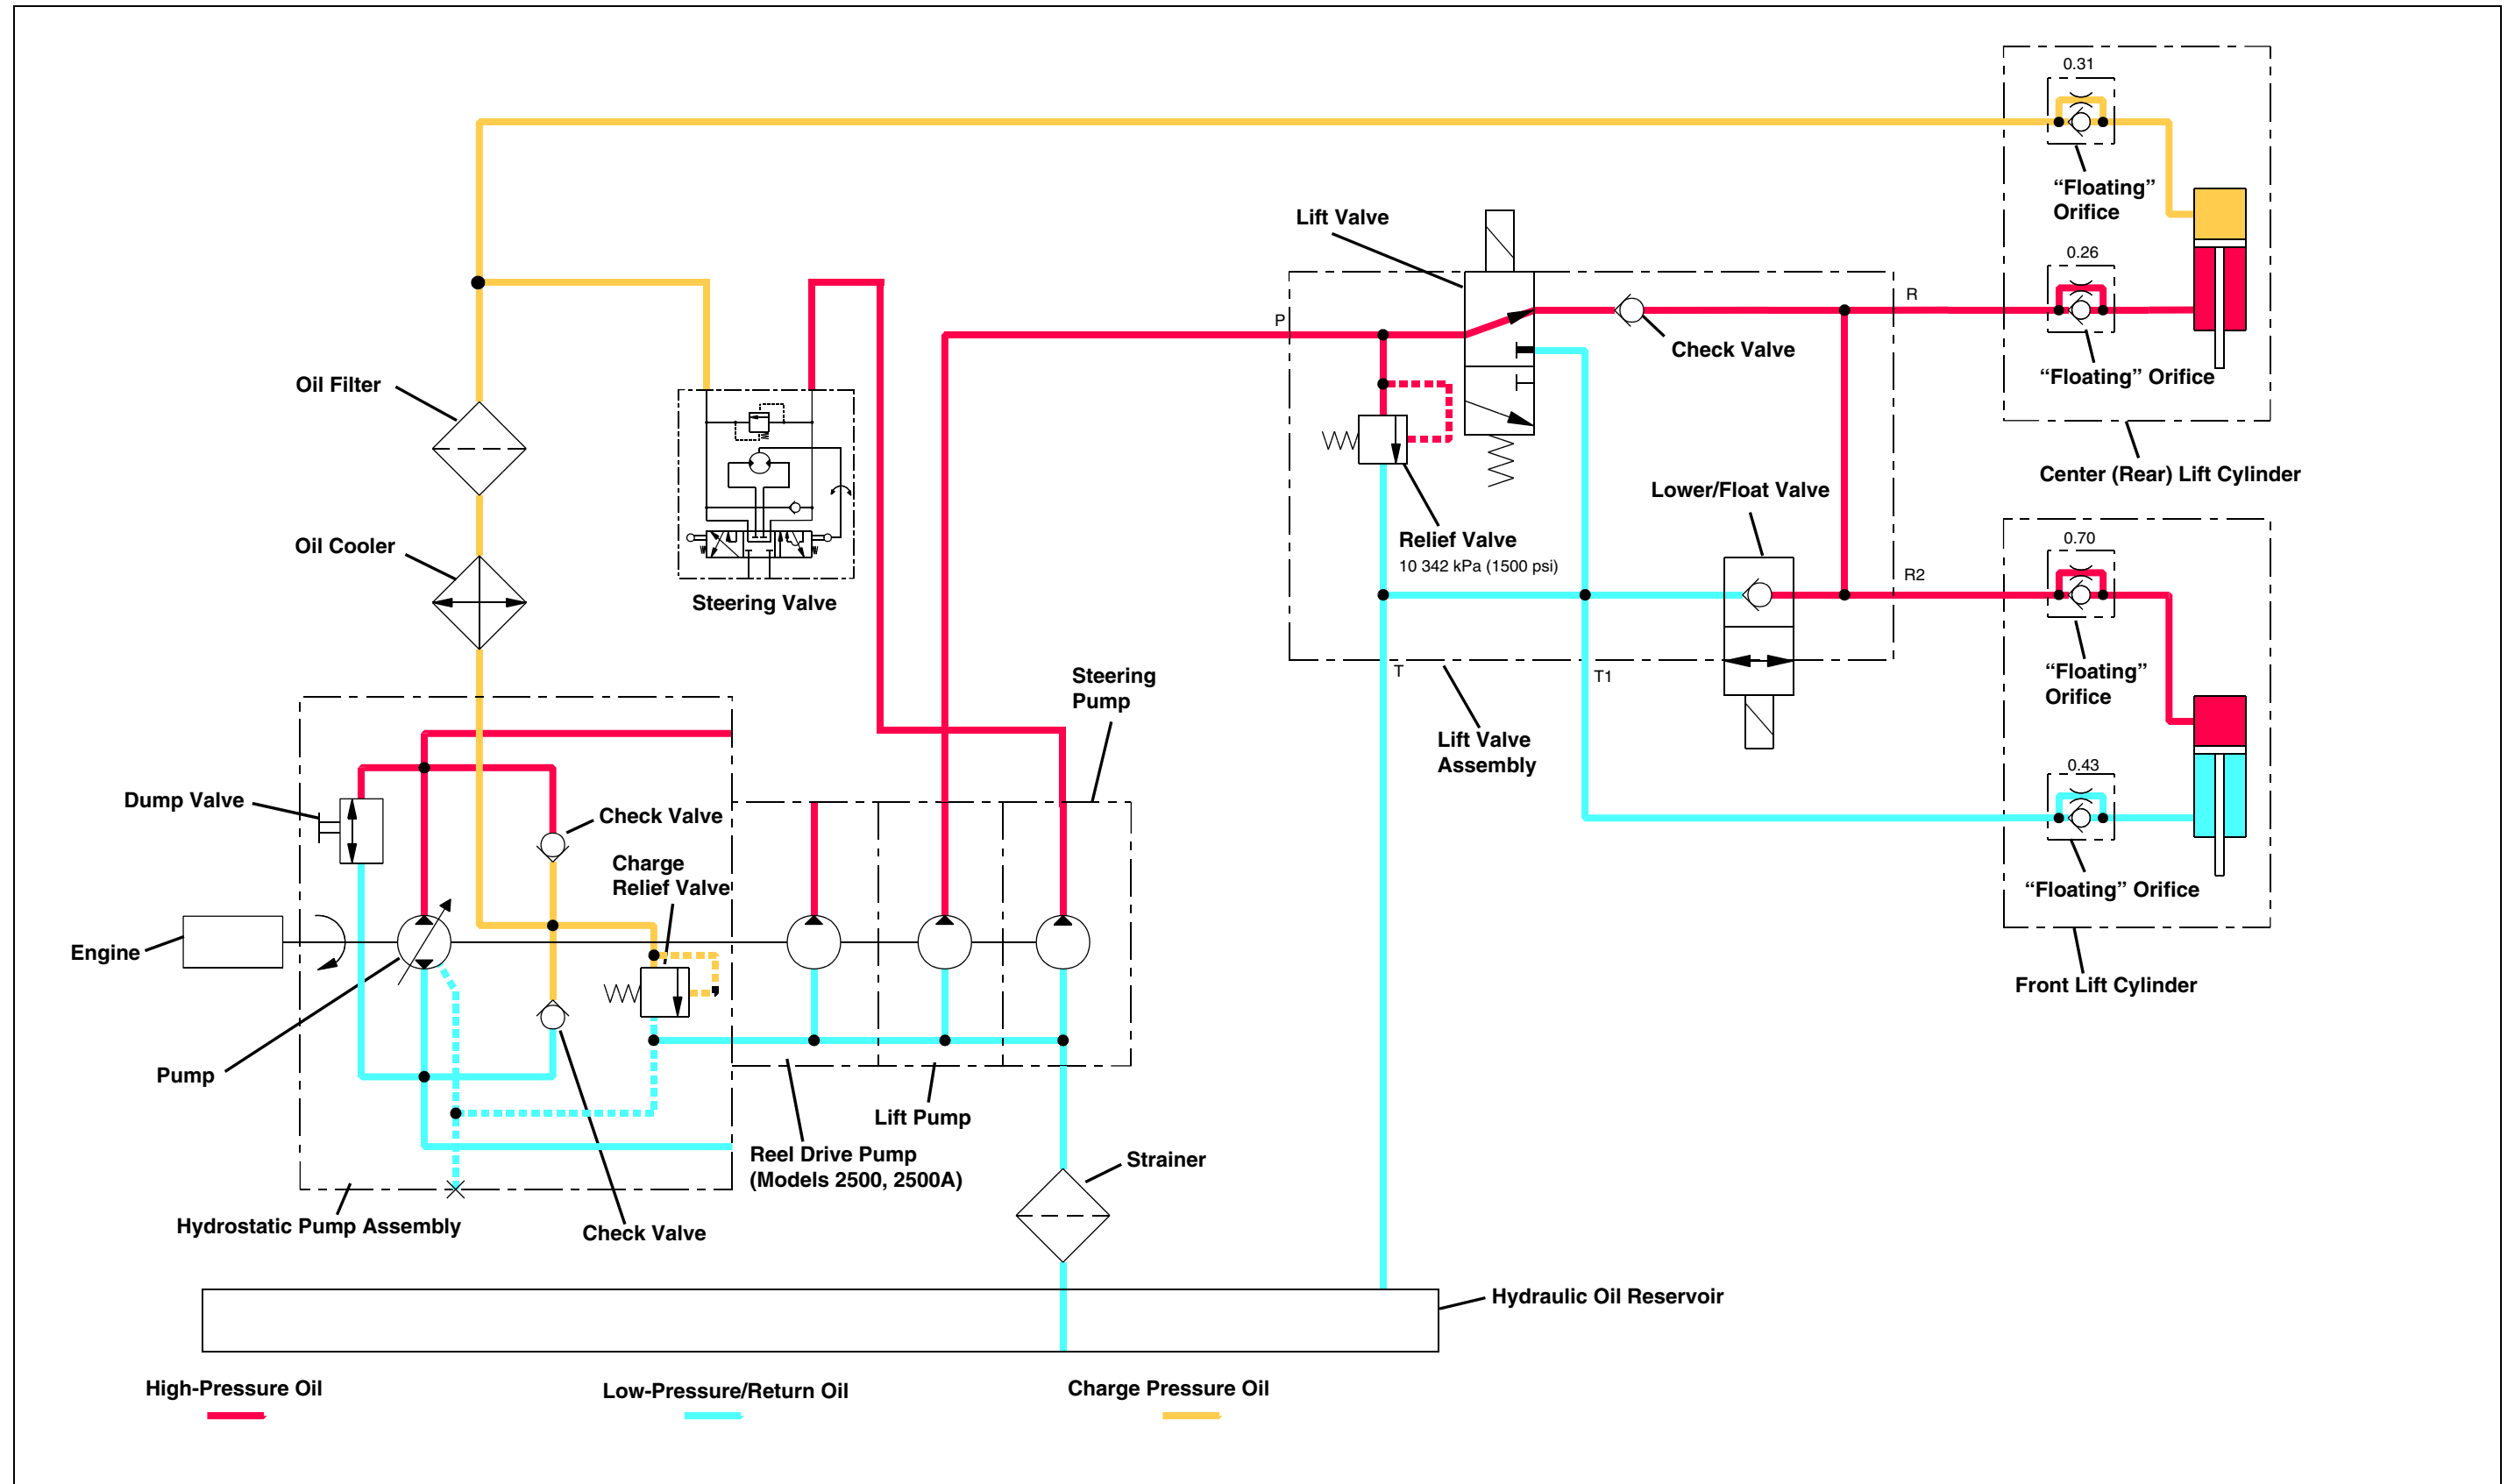 0.31
“Floating”
Orifice
Lift Valve
0.26
R
P
Check Valve
“Floating” Orifice
Oil Filter
Center (Rear) Lift Cylinder
Lower/Float Valve
Oil Cooler
Relief Valve
10 342 kPa (1500 psi)
0.70
R2
Steering Valve
“Floating”
Orifice
T
T1
Steering
Pump
Lift Valve
Assembly
0.43
Dump Valve
Check Valve
Charge
Relief Valve
“Floating” Orifice
Engine
Front Lift Cylinder
Pump
Lift Pump
Reel Drive Pump
(Models 2500, 2500A)
Strainer
Hydrostatic Pump Assembly
Check Valve
Hydraulic Oil Reservoir
High-Pressure Oil
Low-Pressure/Return Oil
Charge Pressure Oil